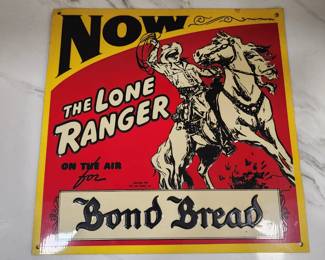 NOW
THE LONE
RANGER
ON THE AIR
for
Bond Bread